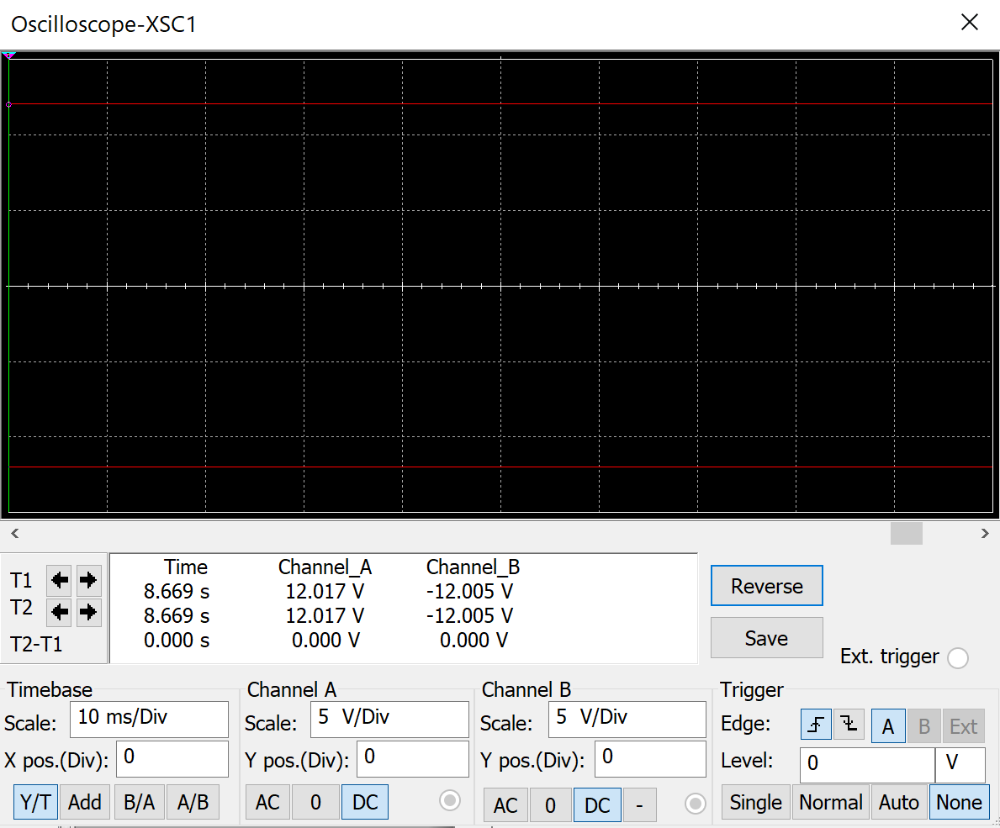 Oscilloscope-XSC1
T1
T2
T2-T1
Time Channel_A Channel_B
8.669 s 12.017 V -12.005 V
8.669 s 12.017 V -12.005 V
0.000 s 0.000 V 0.000 V
Reverse
Save
Ext. trigger
Timebase
Scale: 10 ms/Div
X pos.(Div): 0
Y/T Add B/A A/B
Channel A
Scale: 5 V/Div
Y pos.(Div): 0
AC 0 DC
Channel B
Scale: 5 V/Div
Y pos.(Div): 0
AC 0 DC -
Trigger
Edge: A B Ext
Level: 0 V
Single Normal Auto None